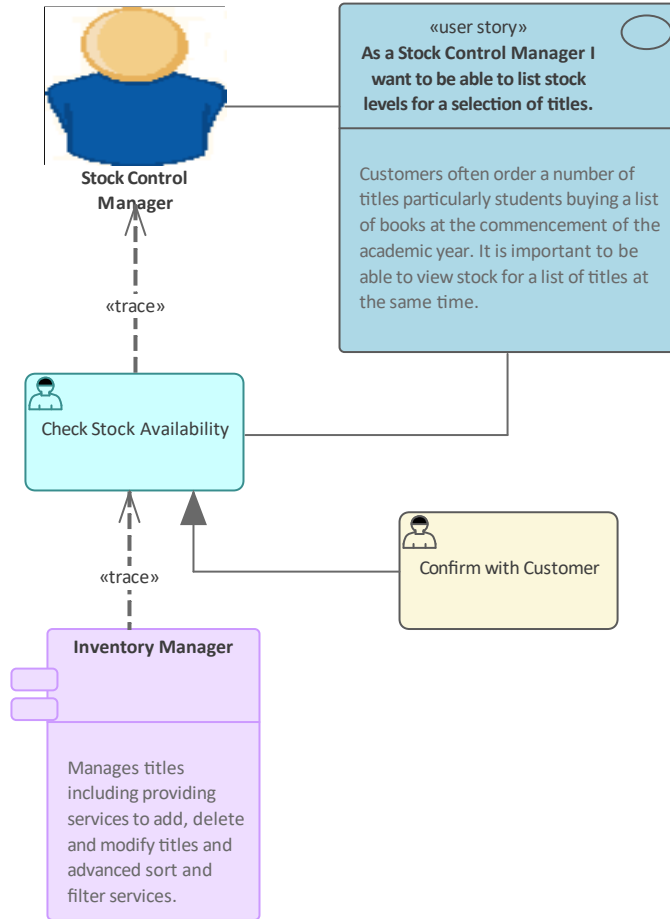 «user story»
As a Stock Control Manager I
want to be able to list stock
levels for a selection of titles.
Customers often order a number of
titles particularly students buying a list
of books at the commencement of the
academic year. It is important to be
able to view stock for a list of titles at
the same time.
Stock Control
Manager
«trace»
Check Stock Availability
«trace»
Confirm with Customer
Inventory Manager
Manages titles
including providing
services to add, delete
and modify titles and
advanced sort and
filter services.